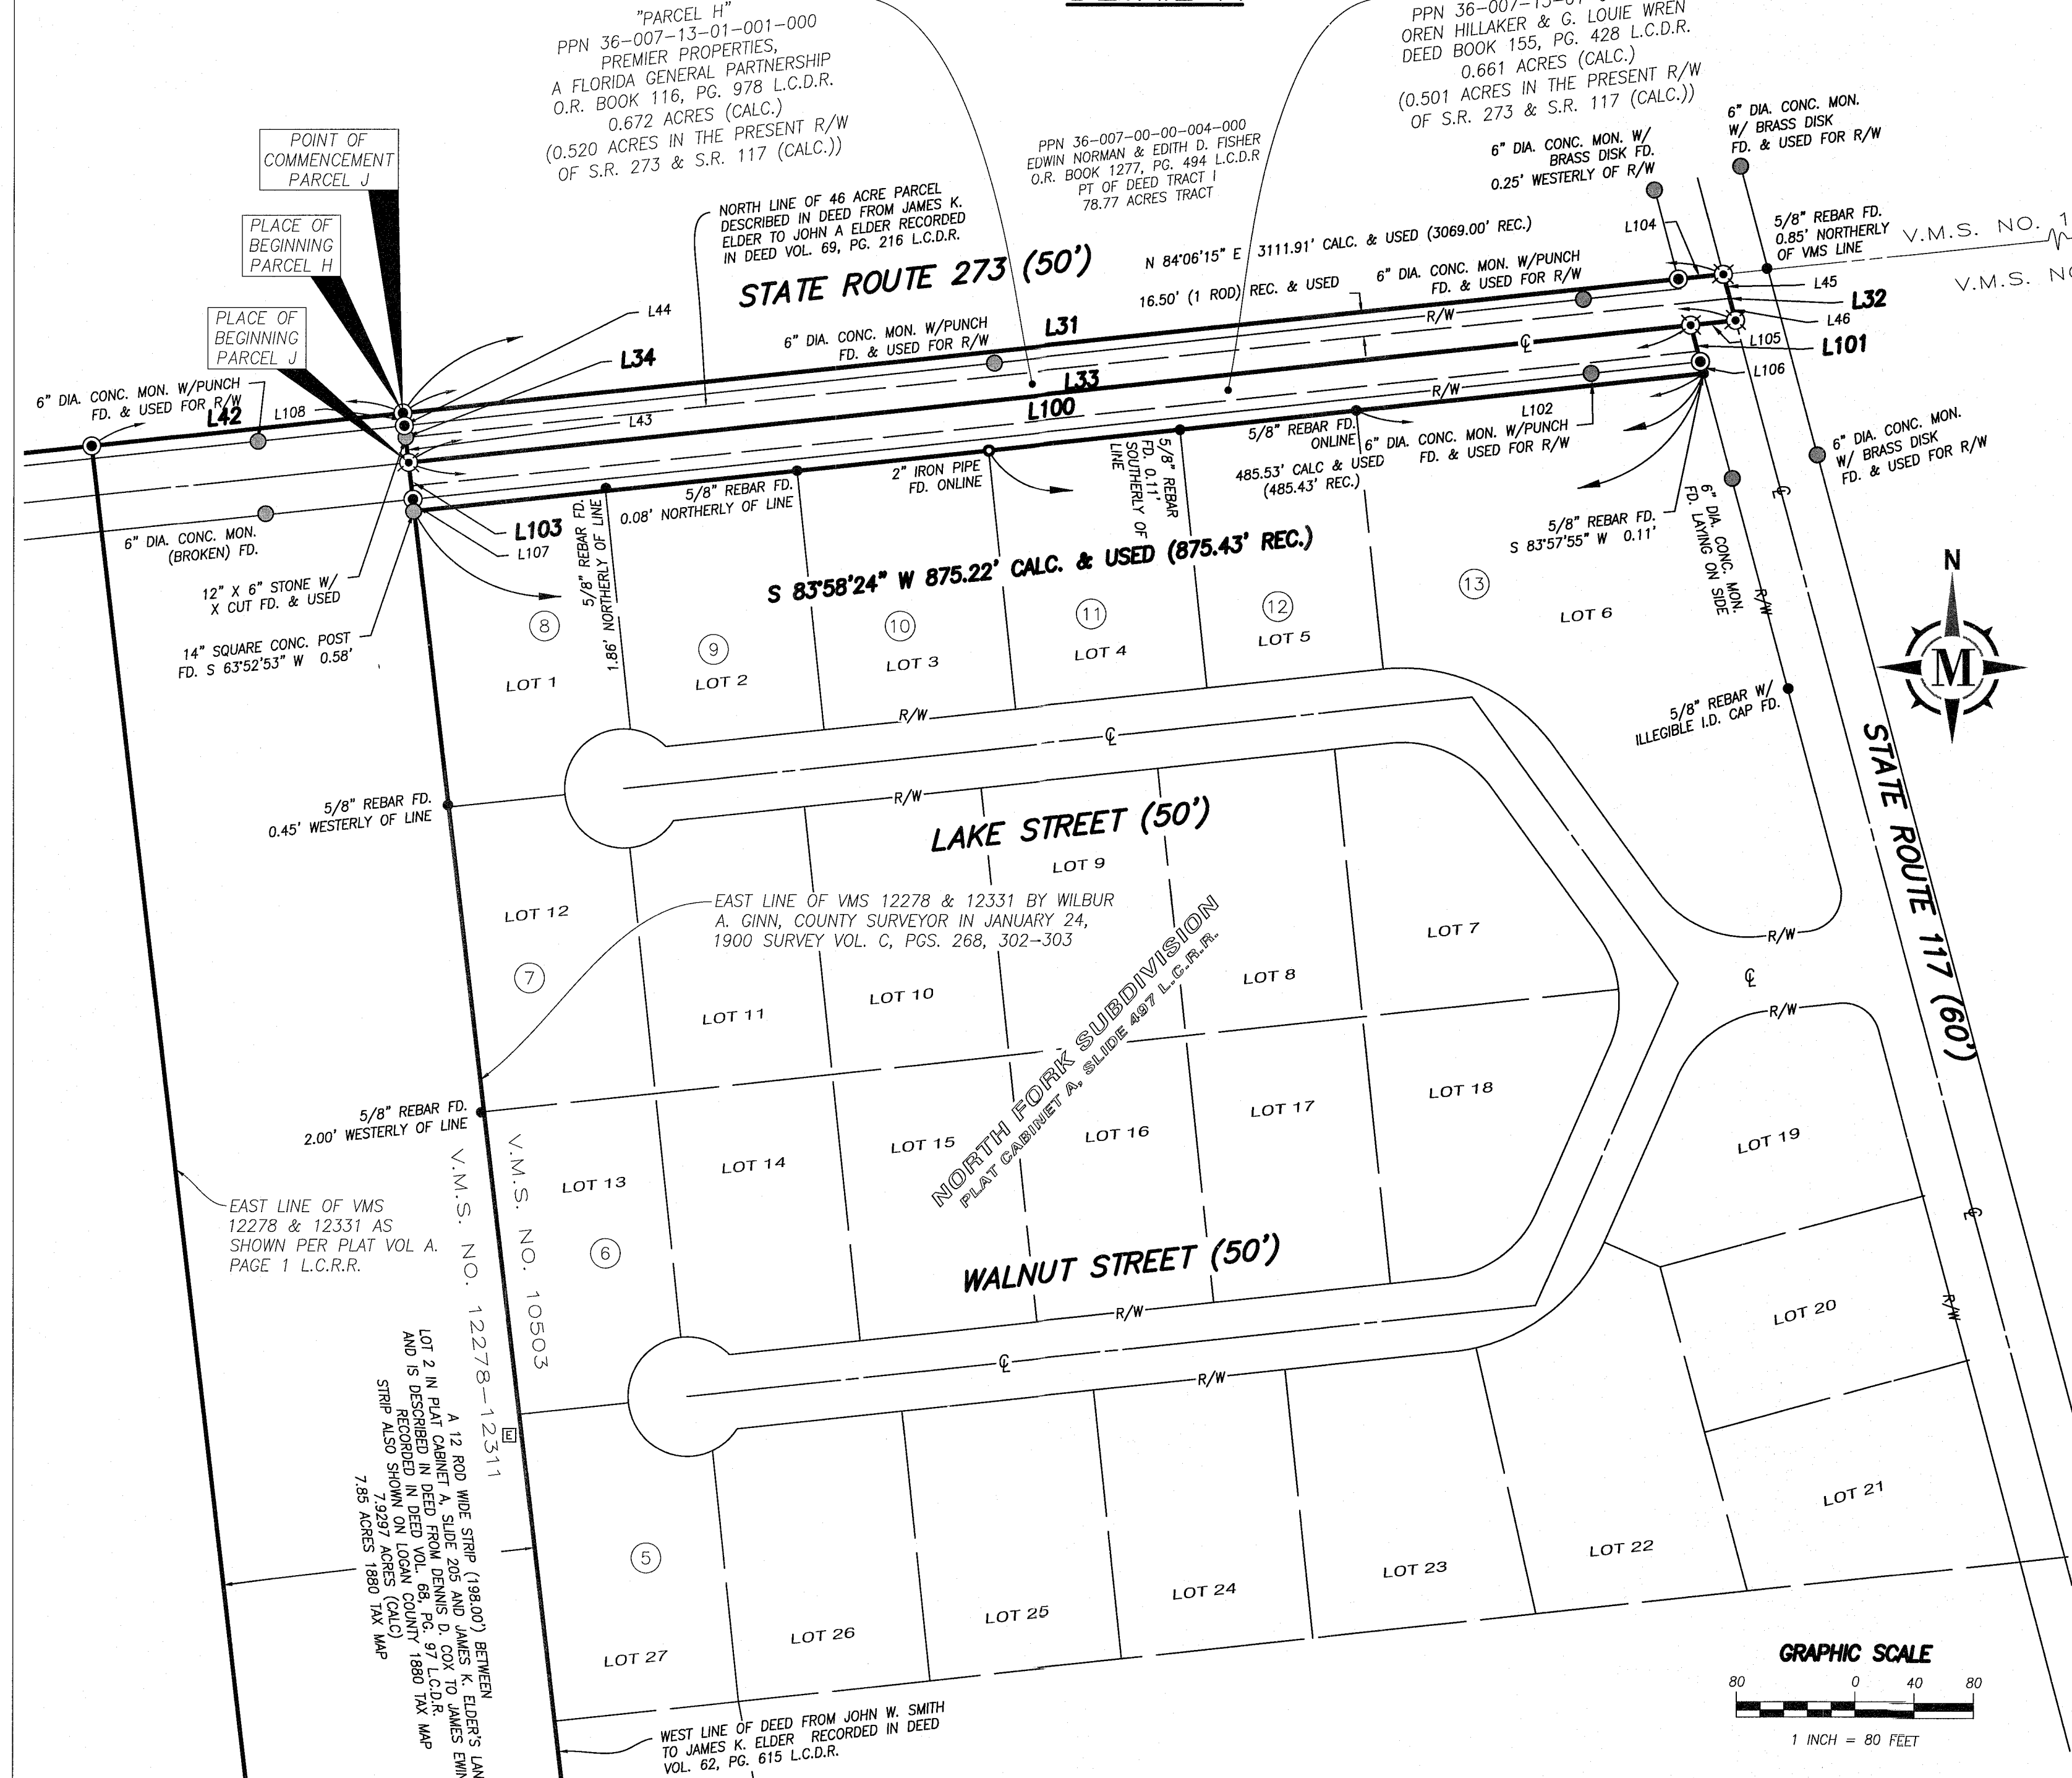 "PARCEL H"
PPN 36-007-13-01-001-000
PREMIER PROPERTIES,
A FLORIDA GENERAL PARTNERSHIP
O.R. BOOK 116, PG. 978 L.C.D.R.
0.672 ACRES (CALC.)
(0.520 ACRES IN THE PRESENT R/W
OF S.R. 273 & S.R. 117 (CALC.))
OREN HILLAKER & G. LOUIE WREN
DEED BOOK 155, PG. 428 L.C.D.R.
0.661 ACRES (CALC.)
(0.501 ACRES IN THE PRESENT R/W
OF S.R. 273 & S.R. 117 (CALC.))
PPN 36-007-00-00-004-000
EDWIN NORMAN & EDITH D. FISHER
O.R. BOOK 1277, PG. 494 L.C.D.R
PT OF DEED TRACT I
78.77 ACRES TRACT
6" DIA. CONC. MON.
W/ BRASS DISK
FD. & USED FOR R/W
6" DIA. CONC. MON. W/
BRASS DISK FD.
0.25' WESTERLY OF R/W
POINT OF
COMMENCEMENT
PARCEL J
PLACE OF
BEGINNING
PARCEL H
PLACE OF
BEGINNING
PARCEL J
NORTH LINE OF 46 ACRE PARCEL
DESCRIBED IN DEED FROM JAMES K.
ELDER TO JOHN A ELDER RECORDED
IN DEED VOL. 69, PG. 216 L.C.D.R.
STATE ROUTE 273 (50')
N 84°06'15" E 3111.91' CALC. & USED (3069.00' REC.)
16.50' (1 ROD) REC. & USED
6" DIA. CONC. MON. W/PUNCH
FD. & USED FOR R/W
L104
5/8" REBAR FD.
0.85' NORTHERLY
OF VMS LINE
V.M.S. NO. 1
V.M.S. NO
L45
L32
L46
L105
L101
L106
L44
L34
L31
R/W
6" DIA. CONC. MON. W/PUNCH
FD. & USED FOR R/W
6" DIA. CONC. MON. W/PUNCH
FD. & USED FOR R/W
L42
L108
L43
L33
L100
R/W
L102
5/8" REBAR FD.
ONLINE
6" DIA. CONC. MON. W/PUNCH
FD. & USED FOR R/W
485.53' CALC & USED
(485.43' REC.)
5/8" REBAR
FD. 0.11'
SOUTHERLY OF
LINE
2" IRON PIPE
FD. ONLINE
5/8" REBAR FD.
0.08' NORTHERLY OF LINE
5/8" REBAR FD.
1.86' NORTHERLY OF LINE
6" DIA. CONC. MON.
(BROKEN) FD.
L103
L107
12" X 6" STONE W/
X CUT FD. & USED
14" SQUARE CONC. POST
FD. S 63°52'53" W 0.58'
S 83°58'24" W 875.22' CALC. & USED (875.43' REC.)
5/8" REBAR FD.
S 83°57'55" W 0.11'
6" DIA. CONC. MON.
FD. LAYING ON SIDE
6" DIA. CONC. MON.
W/ BRASS DISK
FD. & USED FOR R/W
R/W
N
M
5/8" REBAR W/
ILLEGIBLE I.D. CAP FD.
STATE ROUTE 117 (60')
8
LOT 1
9
LOT 2
10
LOT 3
11
LOT 4
12
LOT 5
13
LOT 6
R/W
5/8" REBAR FD.
0.45' WESTERLY OF LINE
R/W
LAKE STREET (50')
LOT 9
LOT 12
EAST LINE OF VMS 12278 & 12331 BY WILBUR
A. GINN, COUNTY SURVEYOR IN JANUARY 24,
1900 SURVEY VOL. C, PGS. 268, 302-303
LOT 7
R/W
7
LOT 11
LOT 10
LOT 8
R/W
NORTH FORK SUBDIVISION
PLAT CABINET A, SLIDE 497 L.C.R.R.
5/8" REBAR FD.
2.00' WESTERLY OF LINE
LOT 13
LOT 14
LOT 15
LOT 16
LOT 17
LOT 18
LOT 19
6
EAST LINE OF VMS
12278 & 12331 AS
SHOWN PER PLAT VOL A.
PAGE 1 L.C.R.R.
V.M.S. NO. 12278-12311
V.M.S. NO. 10503
WALNUT STREET (50')
R/W
R/W
LOT 20
R/W
E
A 12 ROD WIDE STRIP (198.00') BETWEEN
LOT 2 IN PLAT CABINET A, SLIDE 205 AND JAMES K. ELDER'S LAN
AND IS DESCRIBED IN DEED FROM DENNIS D. COX TO JAMES EWIN
RECORDED IN DEED VOL. 68, PG. 97 L.C.D.R.
STRIP ALSO SHOWN ON LOGAN COUNTY 1880 TAX MAP
7.9297 ACRES (CALC)
7.85 ACRES 1880 TAX MAP
5
LOT 27
LOT 26
LOT 25
LOT 24
LOT 23
LOT 22
LOT 21
WEST LINE OF DEED FROM JOHN W. SMITH
TO JAMES K. ELDER RECORDED IN DEED
VOL. 62, PG. 615 L.C.D.R.
GRAPHIC SCALE
80 0 40 80
1 INCH = 80 FEET